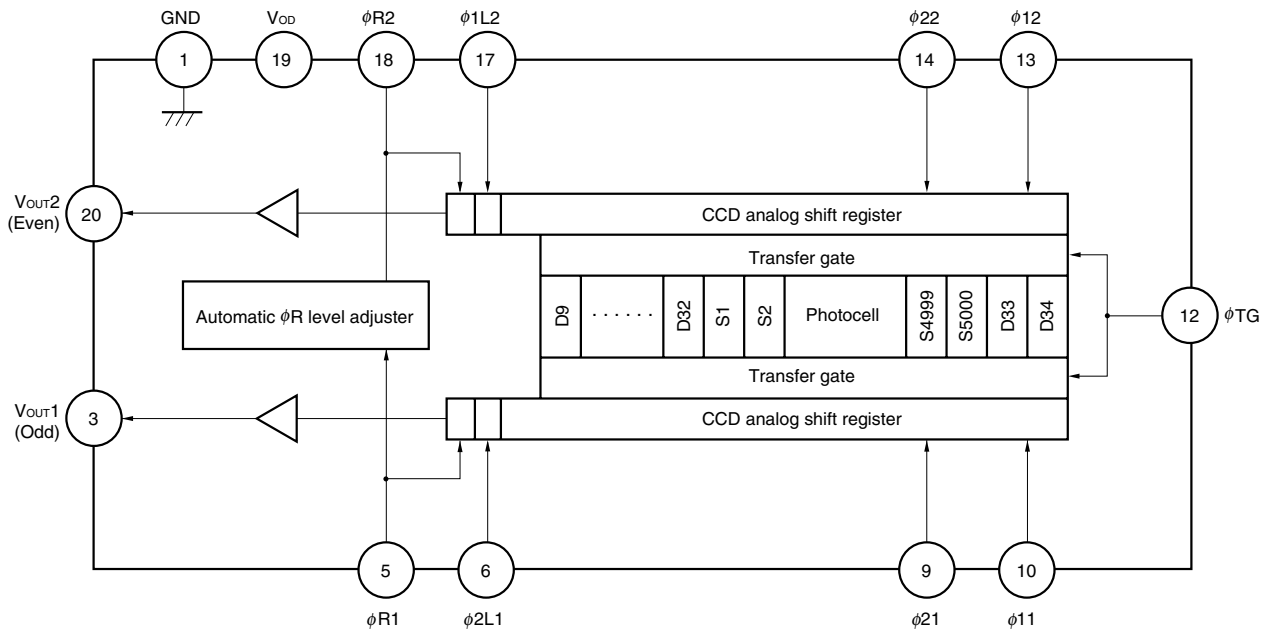 GND
VOD
ϕR2
ϕ1L2
ϕ22
ϕ12
1
19
18
17
14
13
VOUT2
(Even)
20
CCD analog shift register
Transfer gate
Automatic ϕR level adjuster
D9
· · · · · ·
D32
S1
S2
Photocell
S4999
S5000
D33
D34
12
ϕTG
Transfer gate
VOUT1
(Odd)
3
CCD analog shift register
5
6
9
10
ϕR1
ϕ2L1
ϕ21
ϕ11